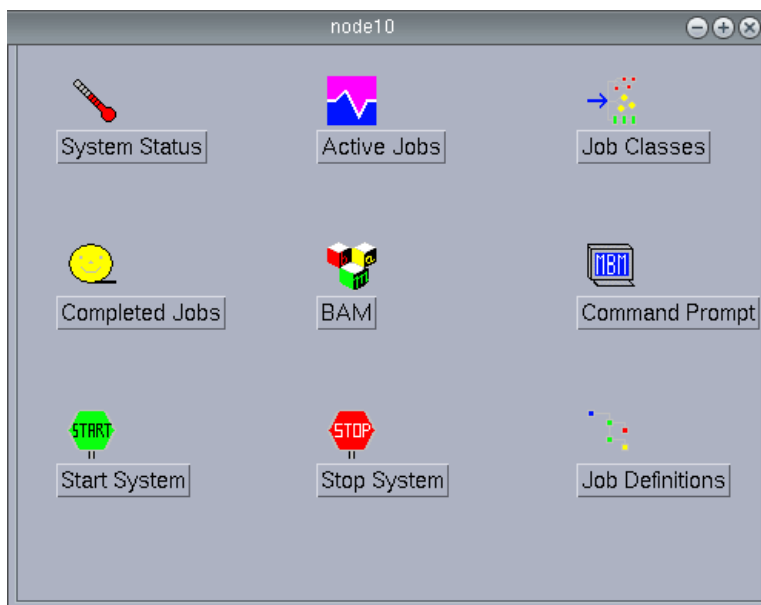 node10
System Status
Active Jobs
Job Classes
Completed Jobs
b a m
BAM
MBM
Command Prompt
START
Start System
STOP
Stop System
Job Definitions